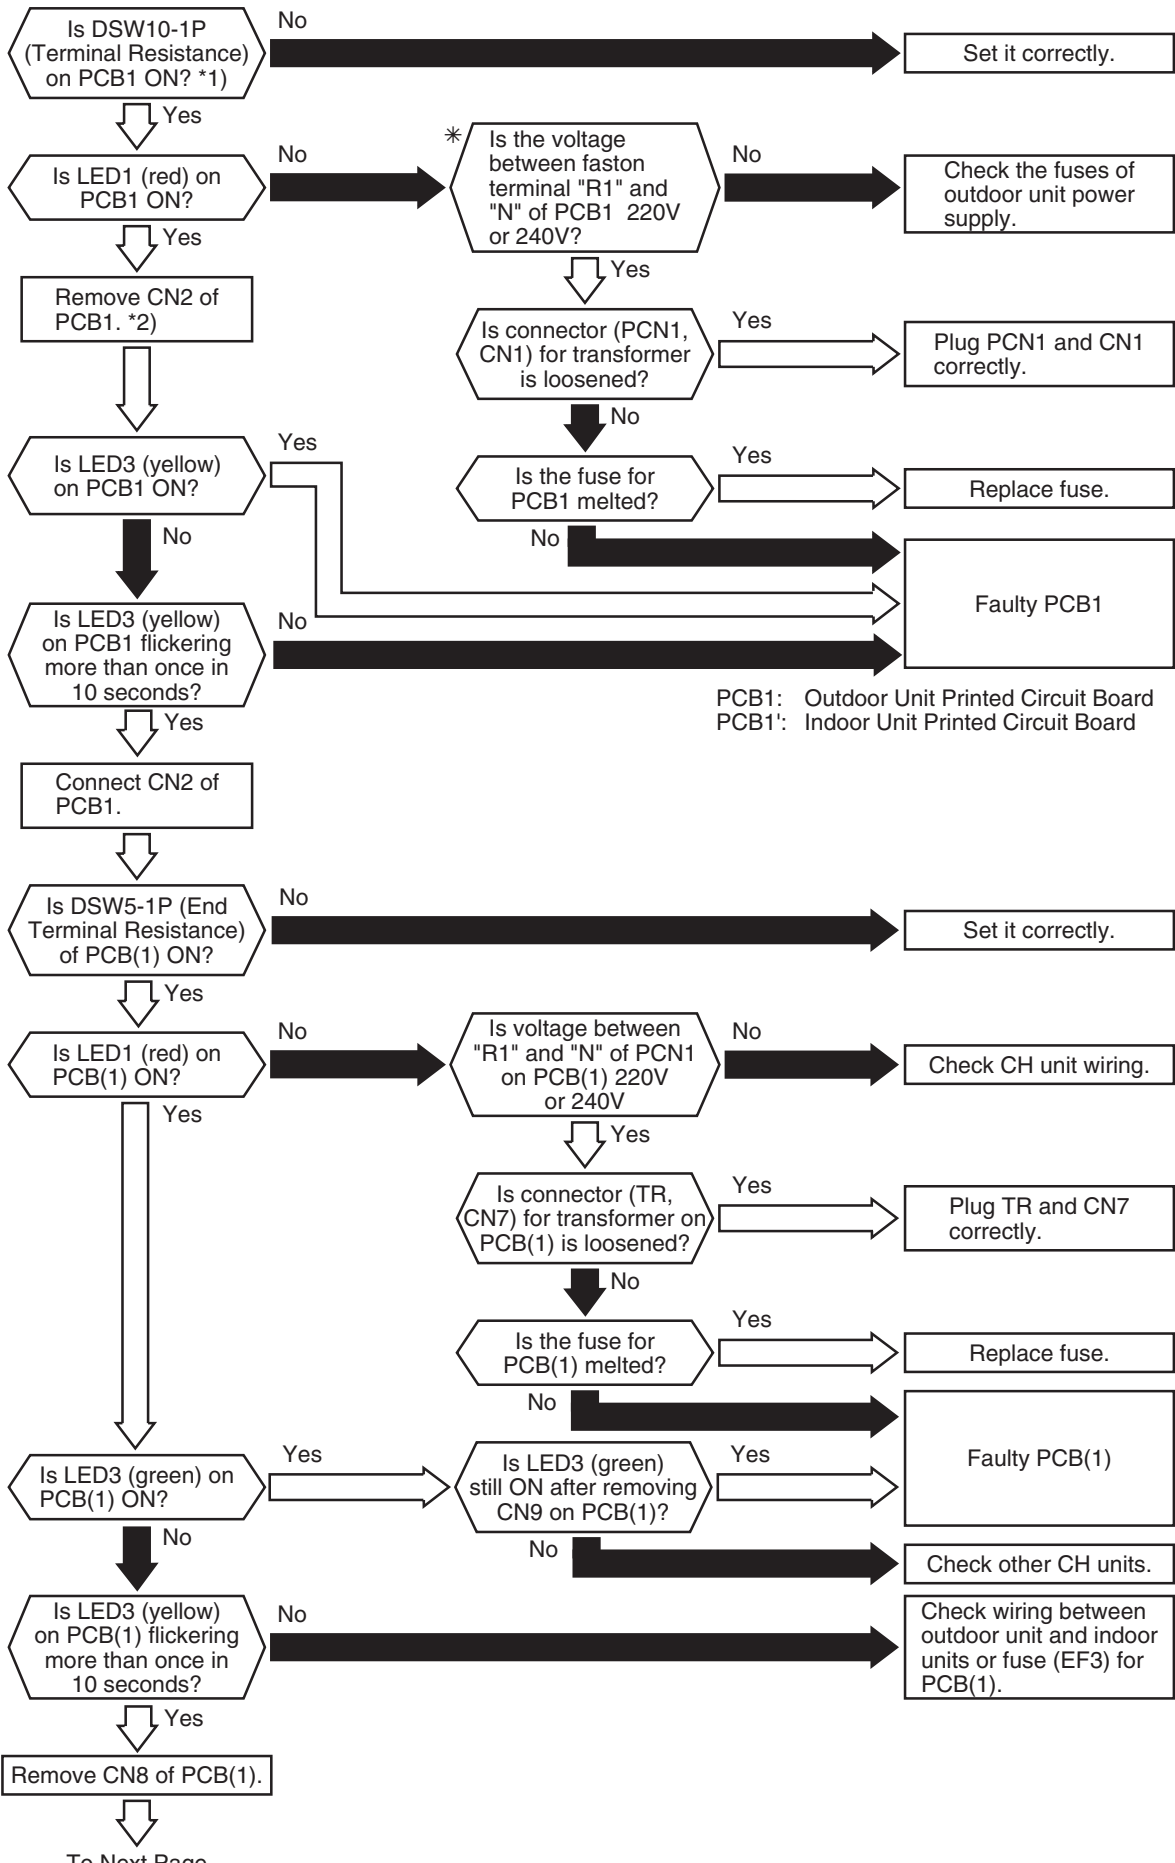 Is DSW10-1P
(Terminal Resistance)
on PCB1 ON? *1)
No
Set it correctly.
Yes
Is LED1 (red) on
PCB1 ON?
No
✳
Is the voltage
between faston
terminal "R1" and
"N" of PCB1 220V
or 240V?
No
Check the fuses of
outdoor unit power
supply.
Yes
Yes
Remove CN2 of
PCB1. *2)
Is connector (PCN1,
CN1) for transformer
is loosened?
Yes
Plug PCN1 and CN1
correctly.
No
Is LED3 (yellow)
on PCB1 ON?
Yes
Is the fuse for
PCB1 melted?
Yes
Replace fuse.
No
No
Faulty PCB1
Is LED3 (yellow)
on PCB1 flickering
more than once in
10 seconds?
No
PCB1: Outdoor Unit Printed Circuit Board
PCB1': Indoor Unit Printed Circuit Board
Yes
Connect CN2 of
PCB1.
Is DSW5-1P (End
Terminal Resistance)
of PCB(1) ON?
No
Set it correctly.
Yes
Is LED1 (red) on
PCB(1) ON?
No
Is voltage between
"R1" and "N" of PCN1
on PCB(1) 220V
or 240V
No
Check CH unit wiring.
Yes
Yes
Is connector (TR,
CN7) for transformer on
PCB(1) is loosened?
Yes
Plug TR and CN7
correctly.
No
Is the fuse for
PCB(1) melted?
Yes
Replace fuse.
No
Faulty PCB(1)
Is LED3 (green) on
PCB(1) ON?
Yes
Is LED3 (green)
still ON after removing
CN9 on PCB(1)?
Yes
No
No
Check other CH units.
Is LED3 (yellow)
on PCB(1) flickering
more than once in
10 seconds?
No
Check wiring between
outdoor unit and indoor
units or fuse (EF3) for
PCB(1).
Yes
Remove CN8 of PCB(1).
To Next Page